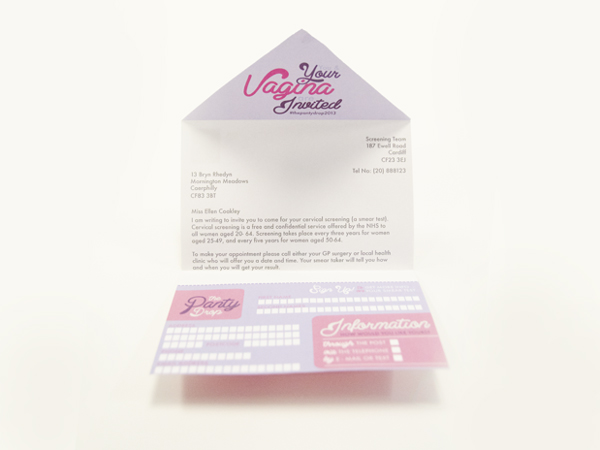 Your
Vagina
Invited
#thepantydrop2013
Screening Team
187 Ewell Road
Cardiff
CF23 3EJ
Tel No. (20) 888123
13 Bryn Rhedyn
Mornington Meadows
Caerphilly
CF83 3BT
Miss Ellen Coakley
I am writing to invite you to come for your cervical screening (a smear test).
Cervical screening is a free and confidential service offered by the NHS to
all women aged 20- 64. Screening takes place every three years for women
aged 25-49, and every five years for women aged 50-64.
To make your appointment please call either your GP surgery or local health
clinic who will offer you a date and time. Your smear taker will tell you how
and when you will get your result.
Sign Up
the
Panty
Drop
Information
through THE POST
via THE TELEPHONE
by E - MAIL OR TEXT